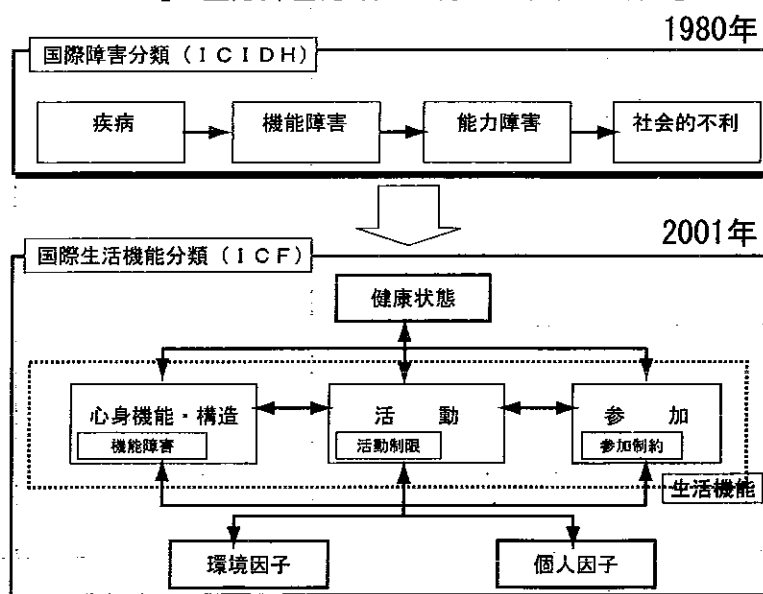 1980年
国際障害分類（ＩＣＩＤＨ）
疾病 機能障害 能力障害 社会的不利
2001年
国際生活機能分類（ＩＣＦ）
健康状態
心身機能・構造 活　動 参　加
機能障害 活動制限 参加制約
生活機能
環境因子 個人因子